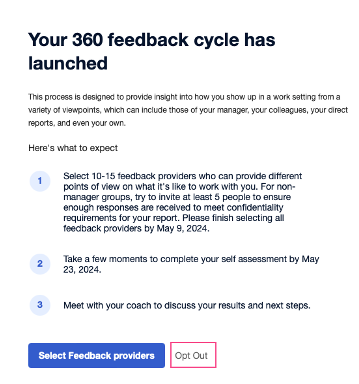 Your 360 feedback cycle has
launched
This process is designed to provide insight into how you show up in a work setting from a
variety of viewpoints, which can include those of your manager, your colleagues, your direct
reports, and even your own.
Here's what to expect
1 Select 10-15 feedback providers who can provide different
points of view on what it's like to work with you. For non-
manager groups, try to invite at least 5 people to ensure
enough responses are received to meet confidentiality
requirements for your report. Please finish selecting all
feedback providers by May 9, 2024.
2 Take a few moments to complete your self assessment by May
23, 2024.
3 Meet with your coach to discuss your results and next steps.
Select Feedback providers Opt Out